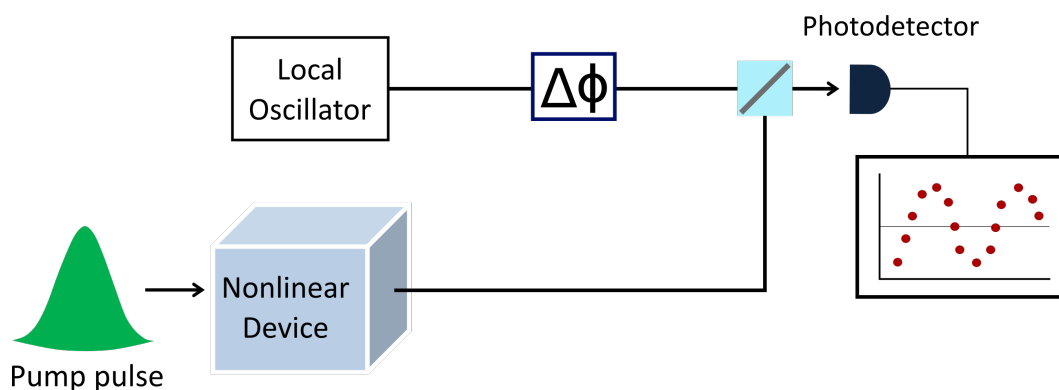 Photodetector
Local
Oscillator
Δϕ
Nonlinear
Device
Pump pulse